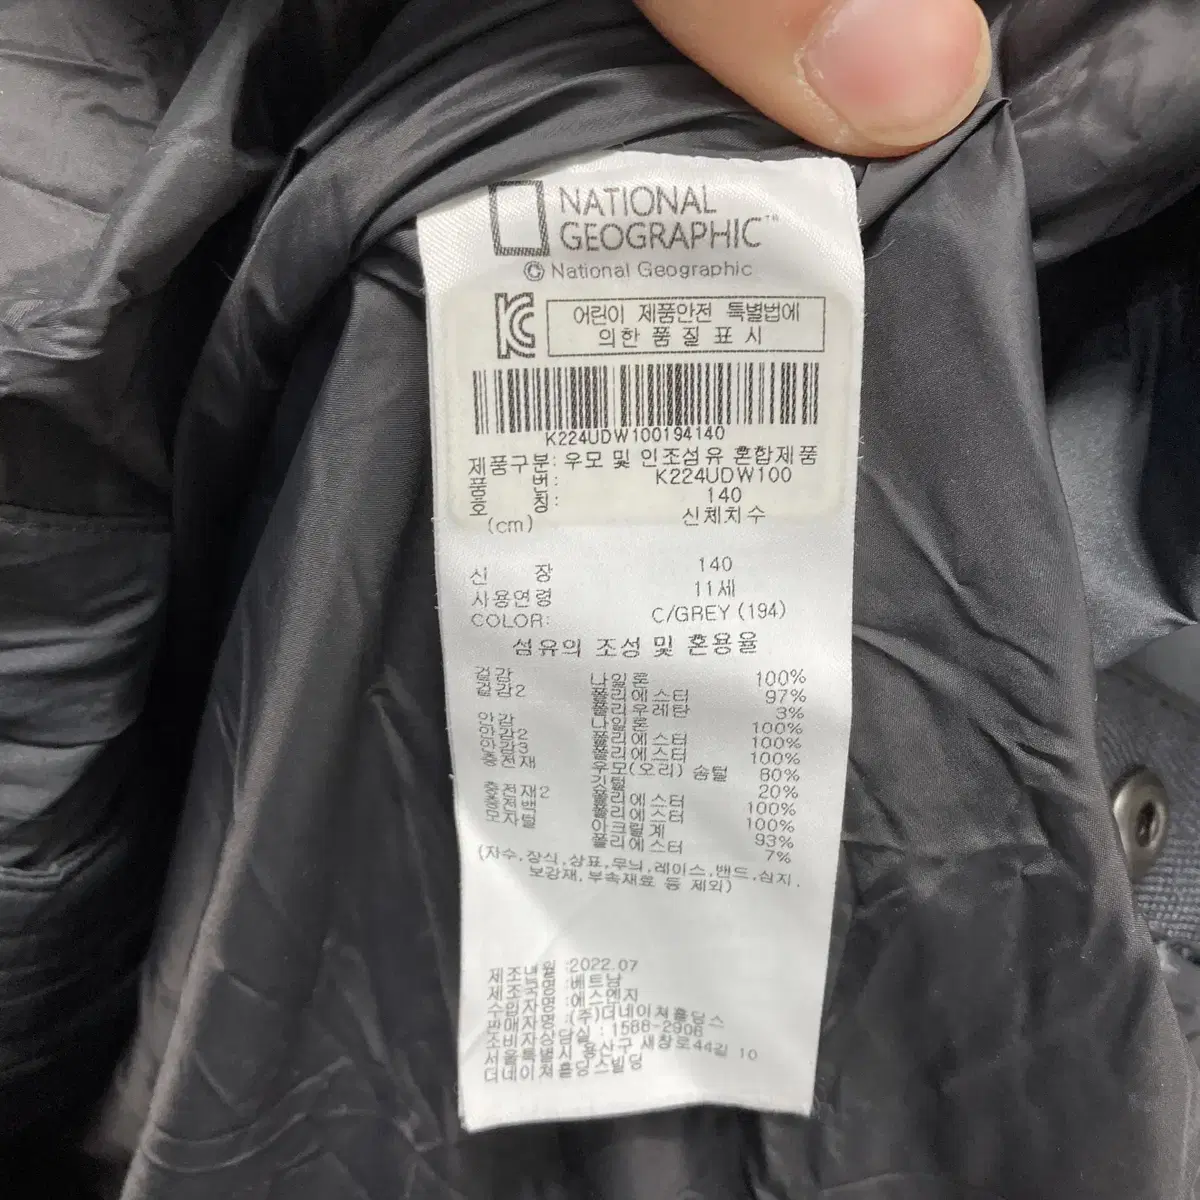 NATIONAL
GEOGRAPHIC™
© National Geographic
어린이 제품안전 특별법에
의한 품 질 표 시
K224UDW100194140
제품구분: 우모 및 인조섬유 혼합제품
품 번: K224UDW100
호 칭: 140
(cm) 신체치수
신 장 140
사용연령 11세
COLOR: C/GREY (194)
섬유의 조성 및 혼용율
겉감 나일론 100%
겉감2 폴리에스터 97%
폴리우레탄 3%
안감 나일론 100%
안감2 폴리에스터 100%
안감3 폴리에스터 100%
충전재 우모(오리) 솜털 80%
깃털 20%
충전재2 폴리에스터 100%
충전백 폴리에스터 100%
모자털 아크릴계 93%
폴리에스터 7%
(자수,장식,상표,무늬,레이스,밴드,심지,
보강재,부속재료 등 제외)
제조년월 :2022.07
제조국명 :베트남
수입자명 :에스엔지
판매자명 :(주)더네이쳐홀딩스
소비자상담실 : 1588-2908
서울특별시 용산구 새창로44길 10
더네이쳐홀딩스빌딩